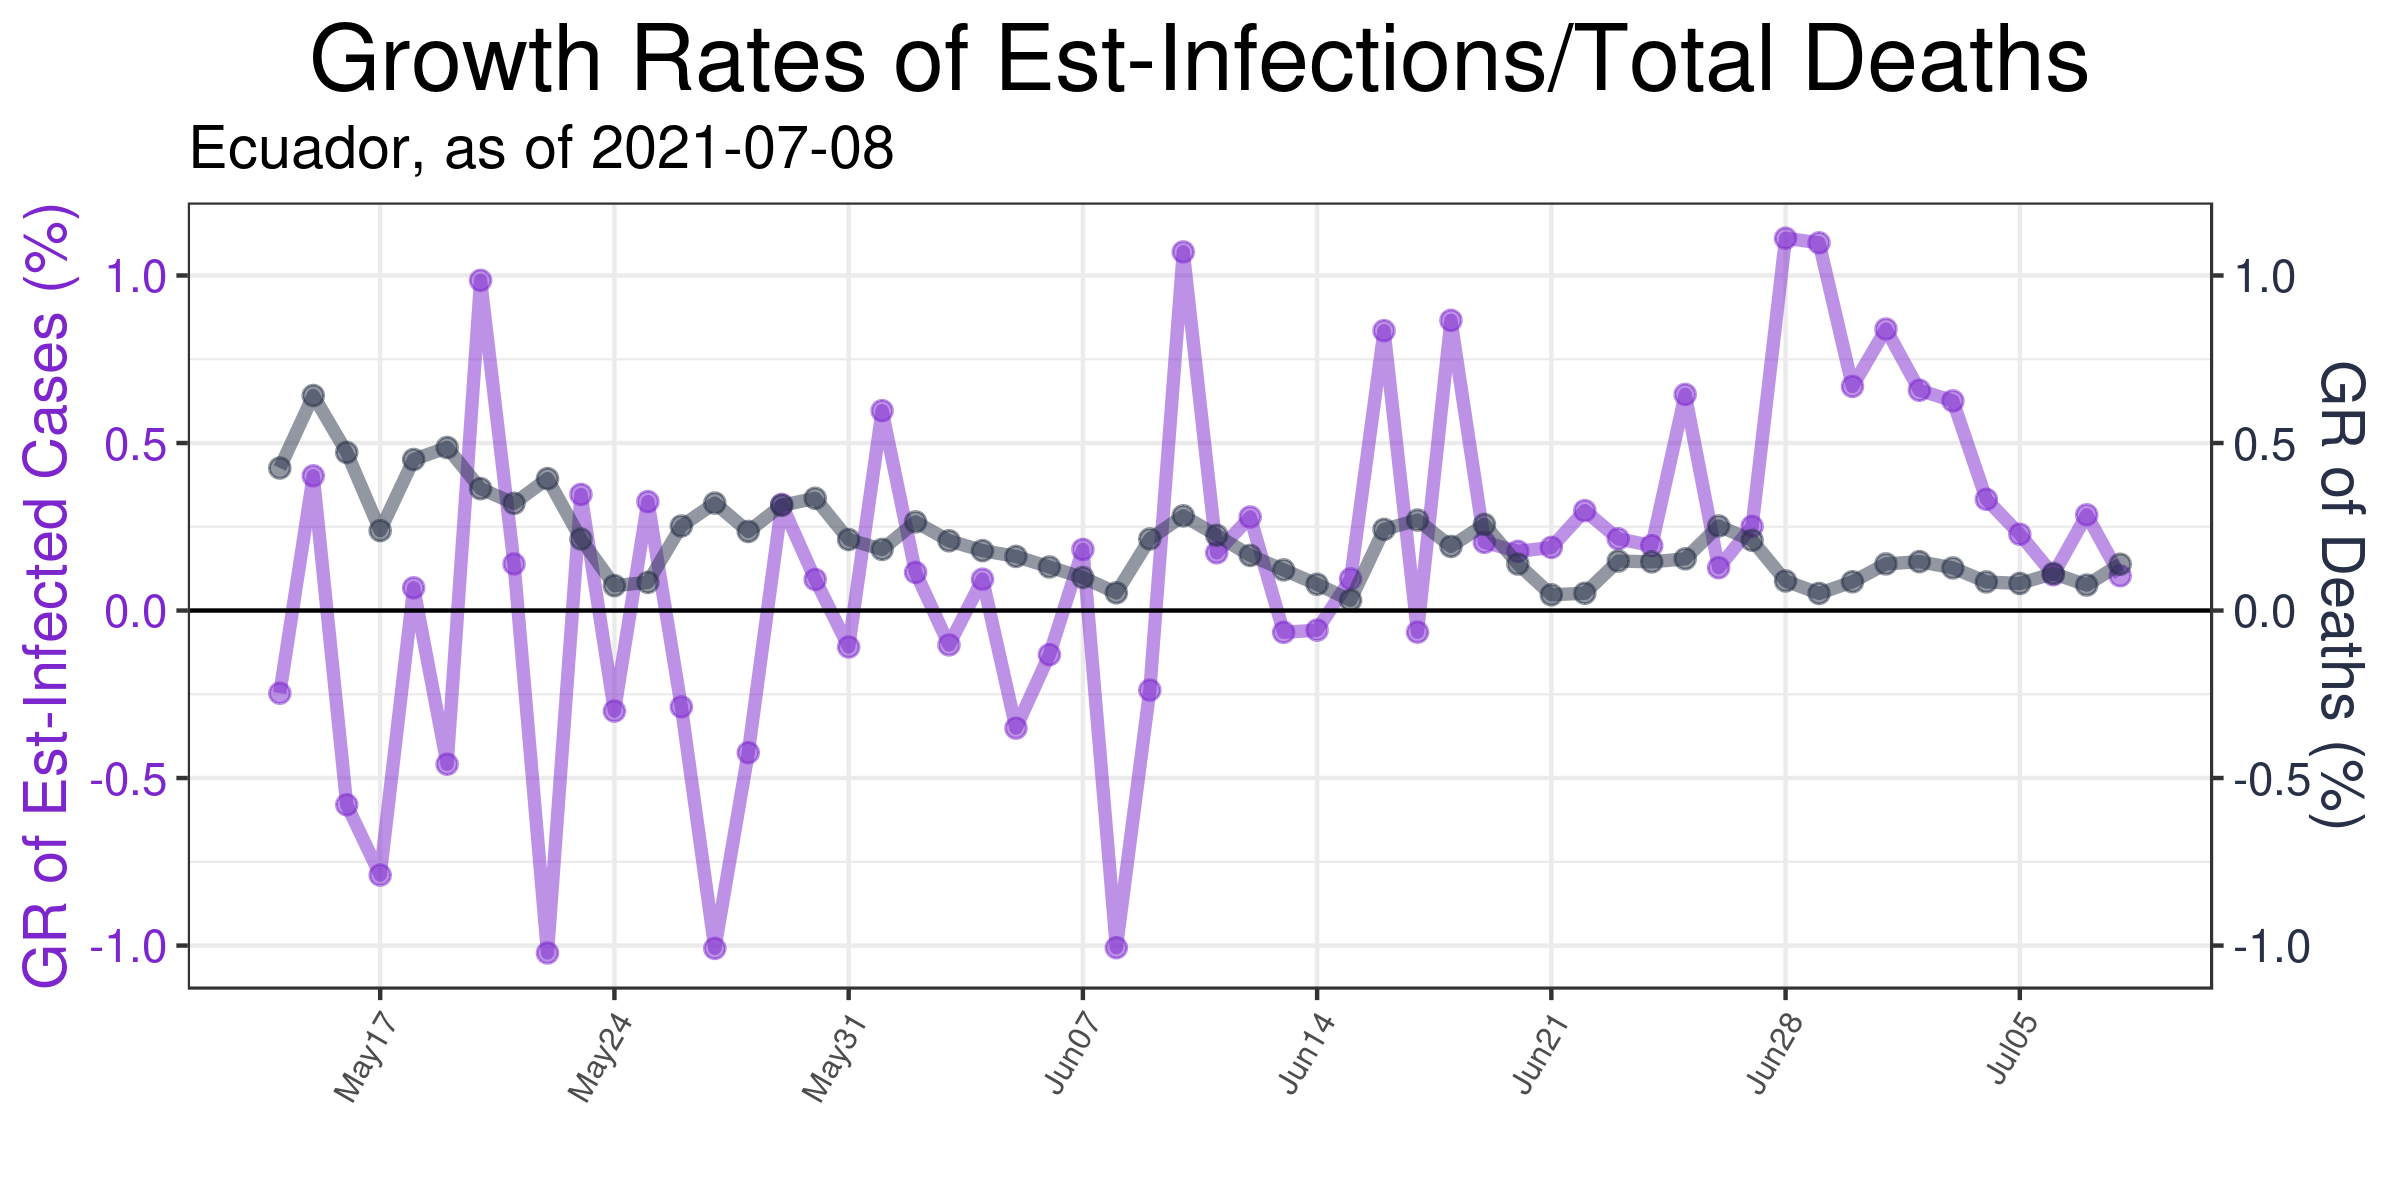 Growth Rates of Est-Infections/Total Deaths
Ecuador, as of 2021-07-08
GR of Est-Infected Cases (%)
1.0
0.5
0.0
-0.5
-1.0
1.0
0.5
0.0
-0.5
-1.0
GR of Deaths (%)
May17
May24
May31
Jun07
Jun14
Jun21
Jun28
Jul05